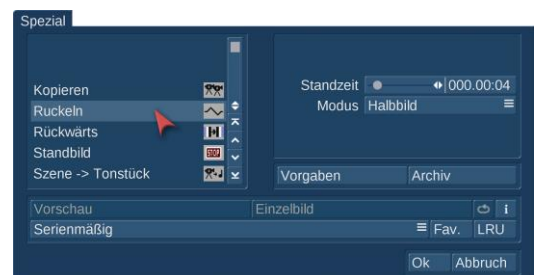 Spezial
Kopieren
Ruckeln
Rückwärts
Standbild
Szene -> Tonstück
Standzeit 000.00:04
Modus Halbbild
Vorgaben Archiv
Vorschau Einzelbild i
Serienmäßig Fav. LRU
Ok Abbruch